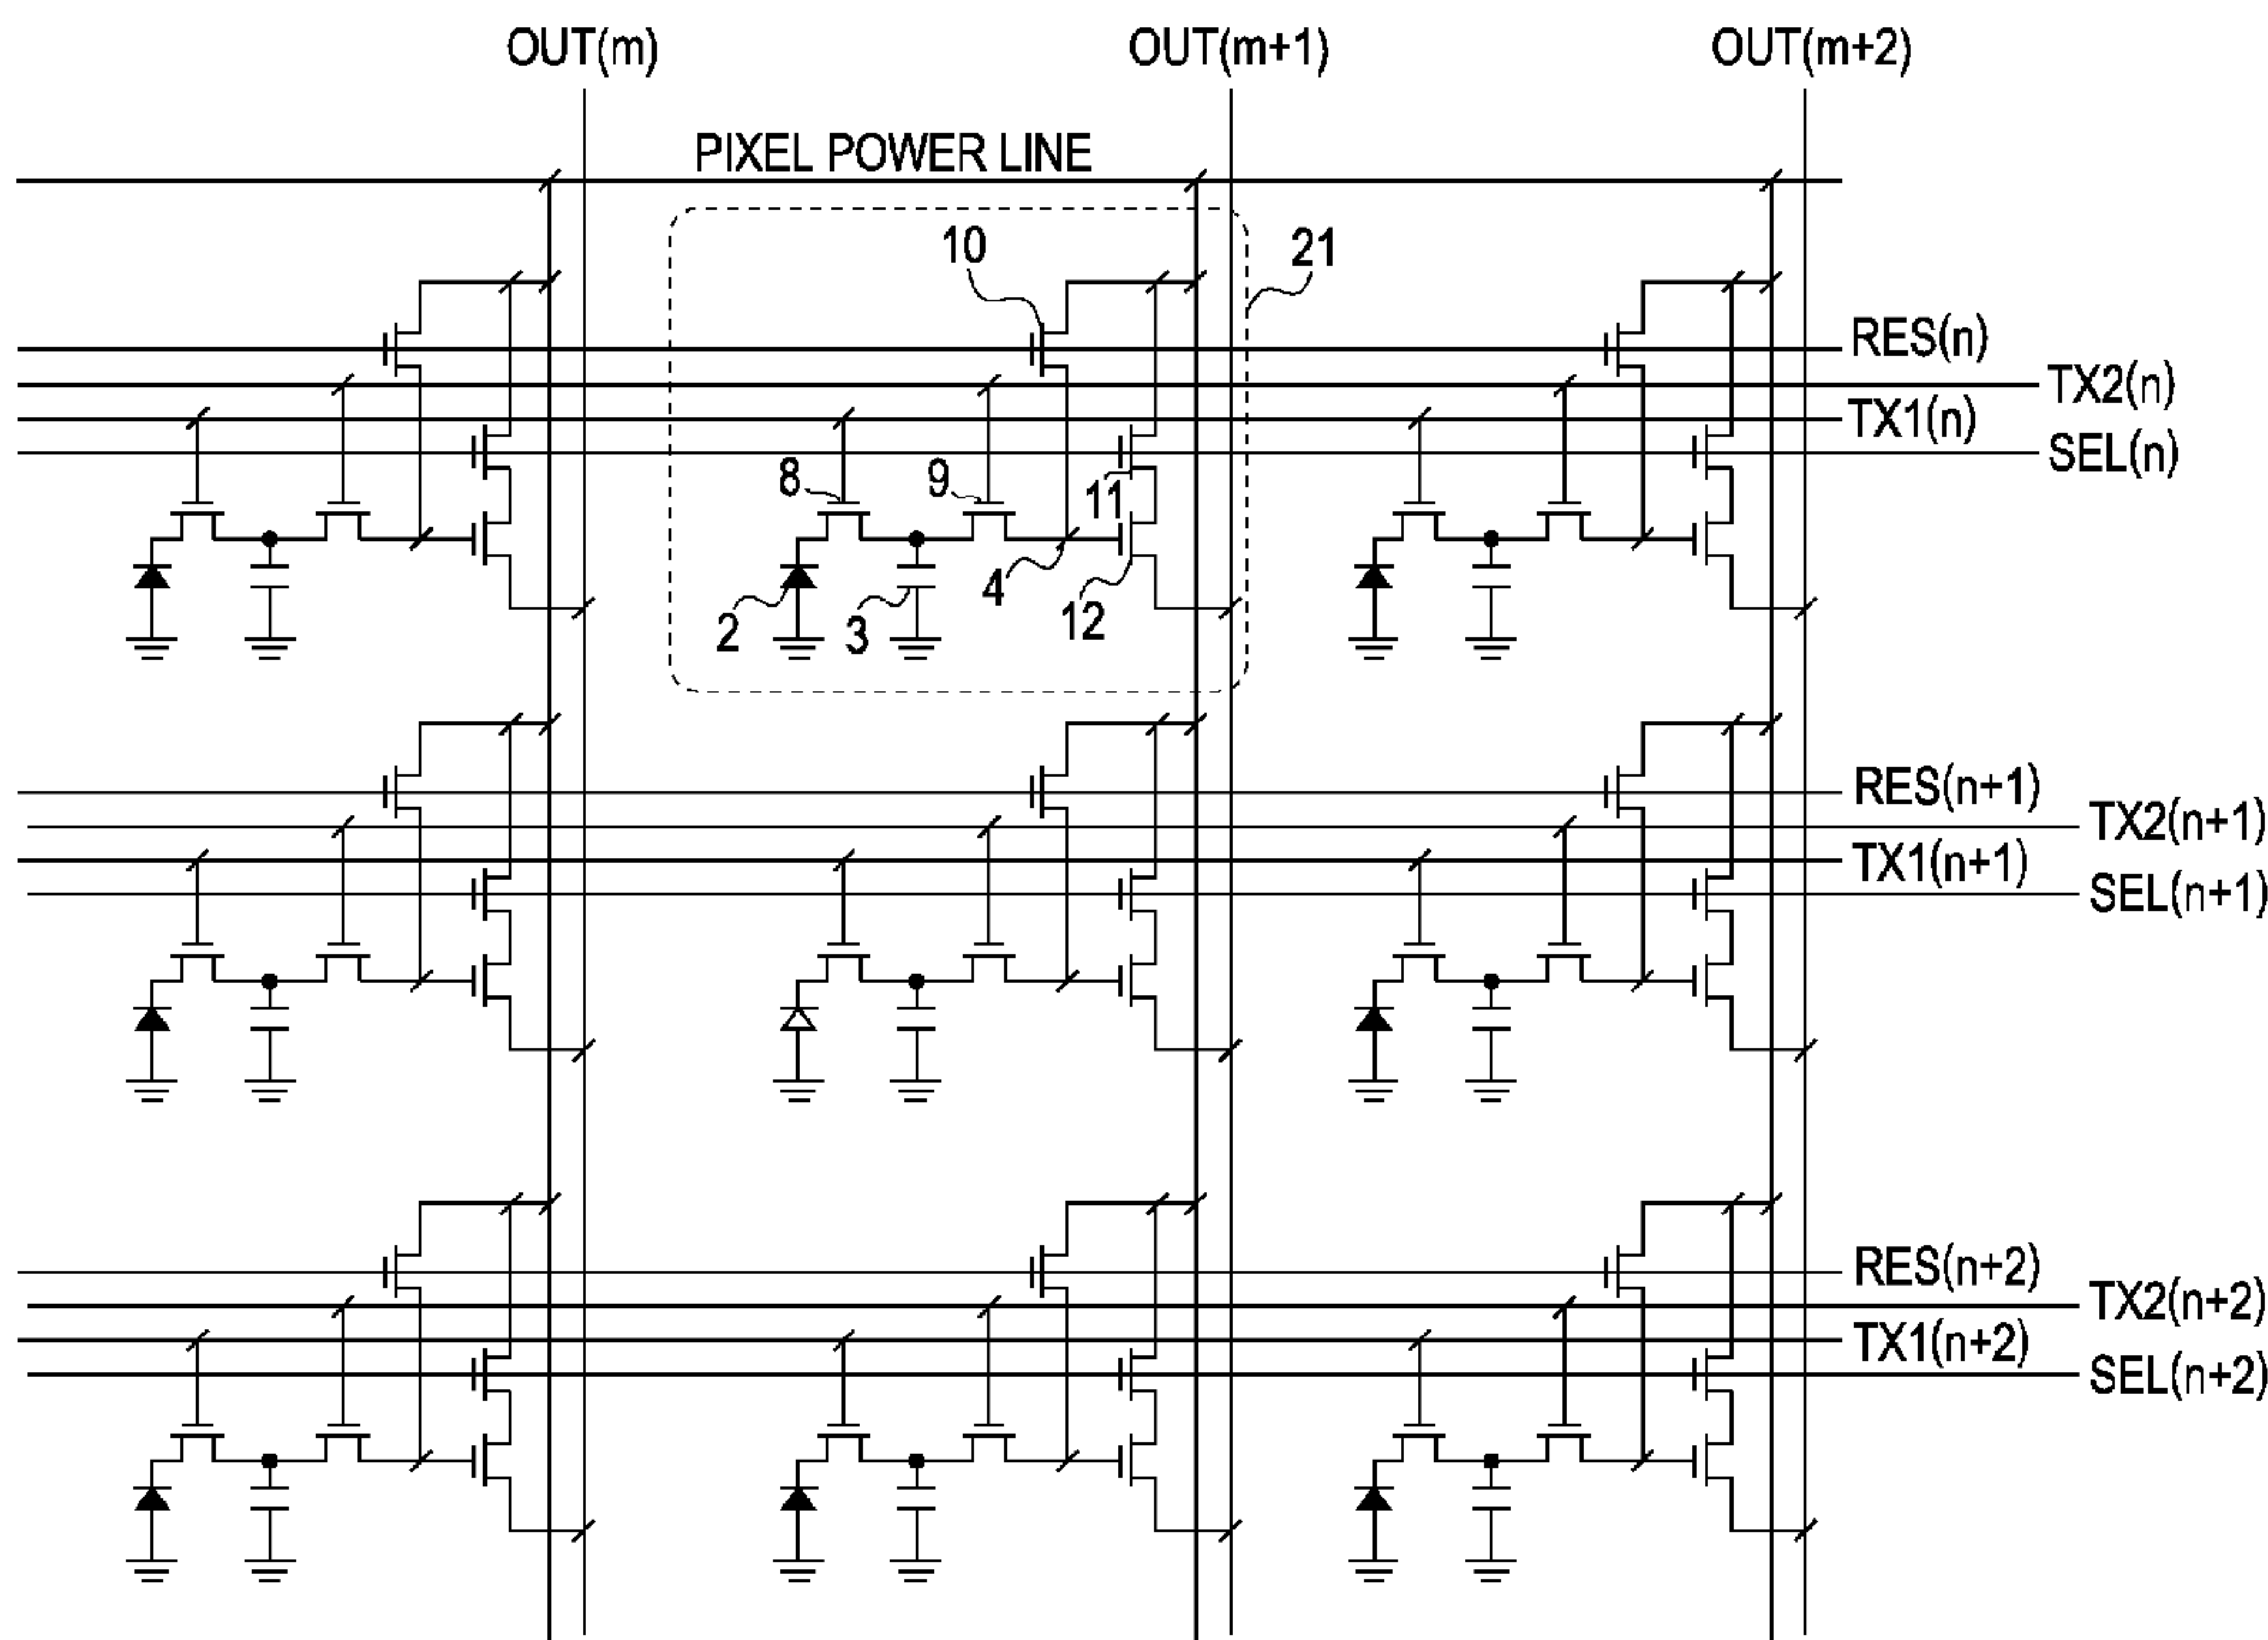 OUT(m) OUT(m+1) OUT(m+2)
PIXEL POWER LINE
10 21
RES(n)
TX2(n)
TX1(n)
SEL(n)
8 9 11
2 3 4 12
RES(n+1)
TX2(n+1)
TX1(n+1)
SEL(n+1)
RES(n+2)
TX2(n+2)
TX1(n+2)
SEL(n+2)